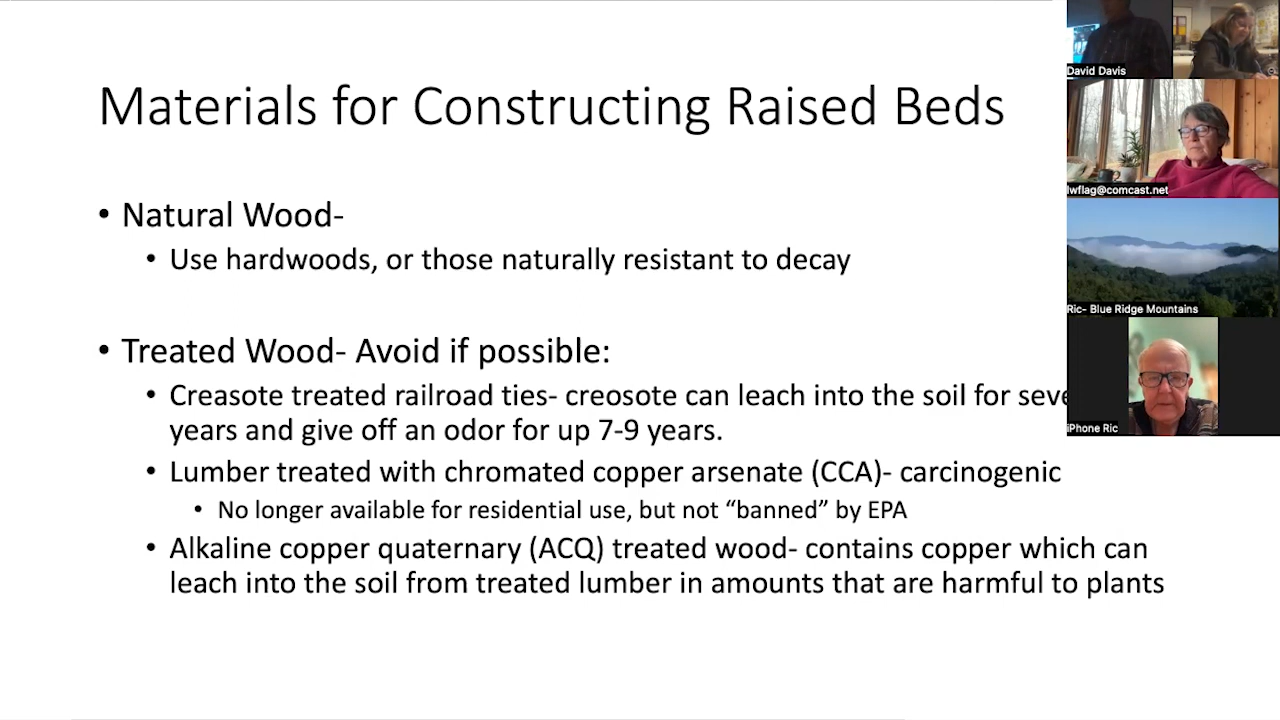 Materials for Constructing Raised Beds
• Natural Wood-
• Use hardwoods, or those naturally resistant to decay
• Treated Wood- Avoid if possible:
• Creasote treated railroad ties- creosote can leach into the soil for
years and give off an odor for up 7-9 years.
• Lumber treated with chromated copper arsenate (CCA)- carcinogenic
• No longer available for residential use, but not “banned” by EPA
• Alkaline copper quaternary (ACQ) treated wood- contains copper which can
leach into the soil from treated lumber in amounts that are harmful to plants
David Davis
lwflag@comcast.net
Ric- Blue Ridge Mountains
iPhone Ric